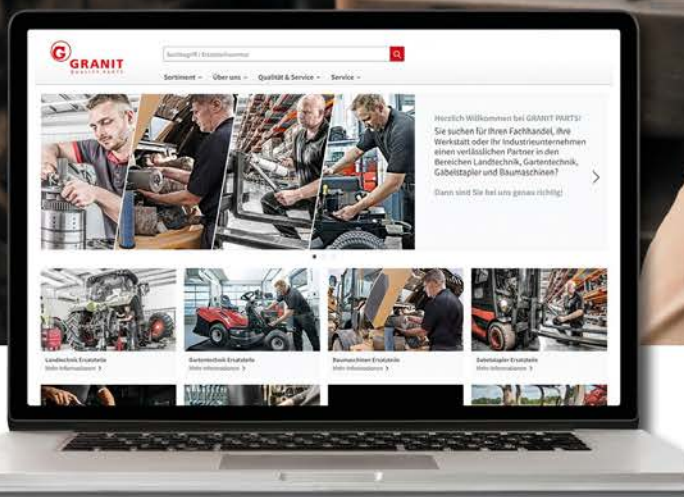 GRANIT
QUALITY PARTS
Suchbegriff / Ersatzteilnummer
Sortiment Über uns Qualität & Service Service
Herzlich Willkommen bei GRANIT PARTS!
Sie suchen für Ihren Fachhandel, Ihre
Werkstatt oder Ihr Industrieunternehmen
einen verlässlichen Partner in den
Bereichen Landtechnik, Gartentechnik,
Gabelstapler und Baumaschinen?
Dann sind Sie bei uns genau richtig!
Landtechnik Ersatzteile
Mehr Informationen >
Gartentechnik Ersatzteile
Mehr Informationen >
Baumaschinen Ersatzteile
Mehr Informationen >
Gabelstapler Ersatzteile
Mehr Informationen >